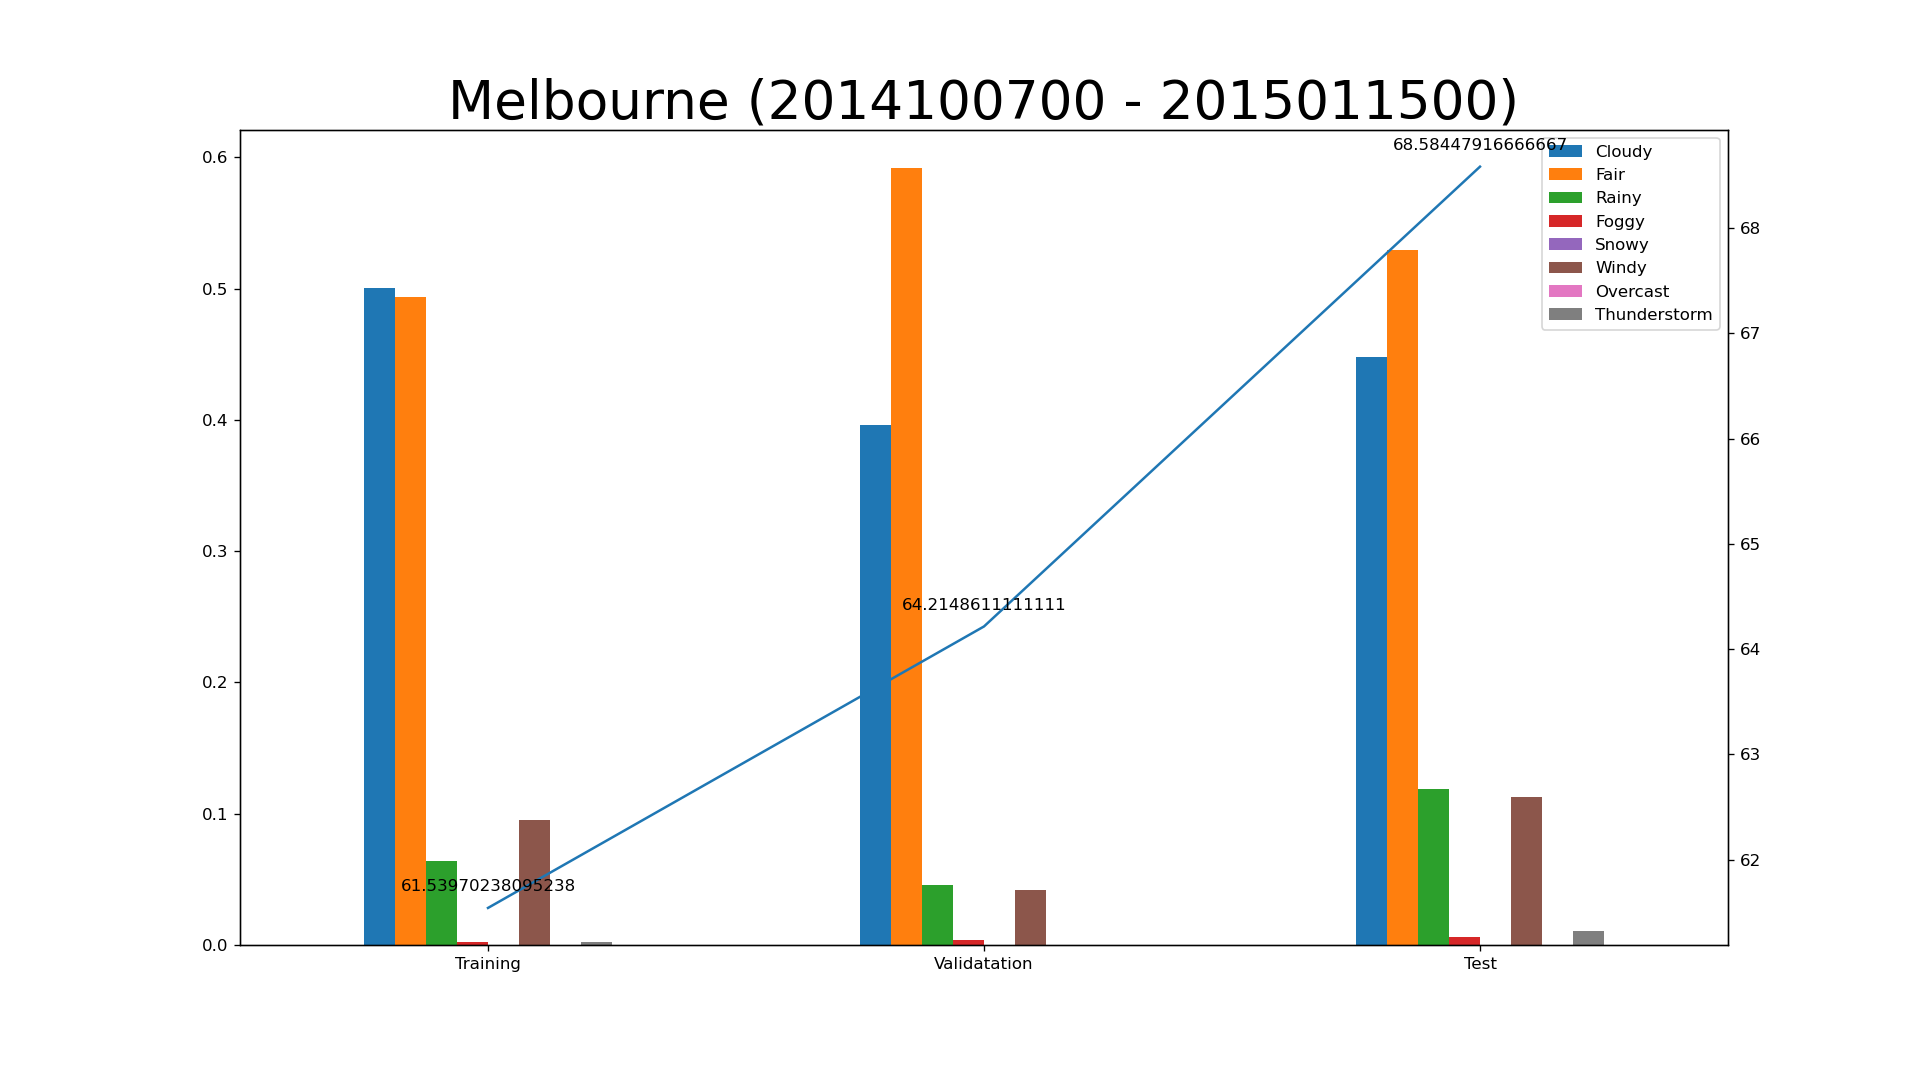 Melbourne (2014100700 - 2015011500)
0.6
0.5
0.4
0.3
0.2
0.1
0.0
68.58447916666667
64.2148611111111
61.53970238095238
Cloudy
Fair
Rainy
Foggy
Snowy
Windy
Overcast
Thunderstorm
68
67
66
65
64
63
62
Training
Validatation
Test